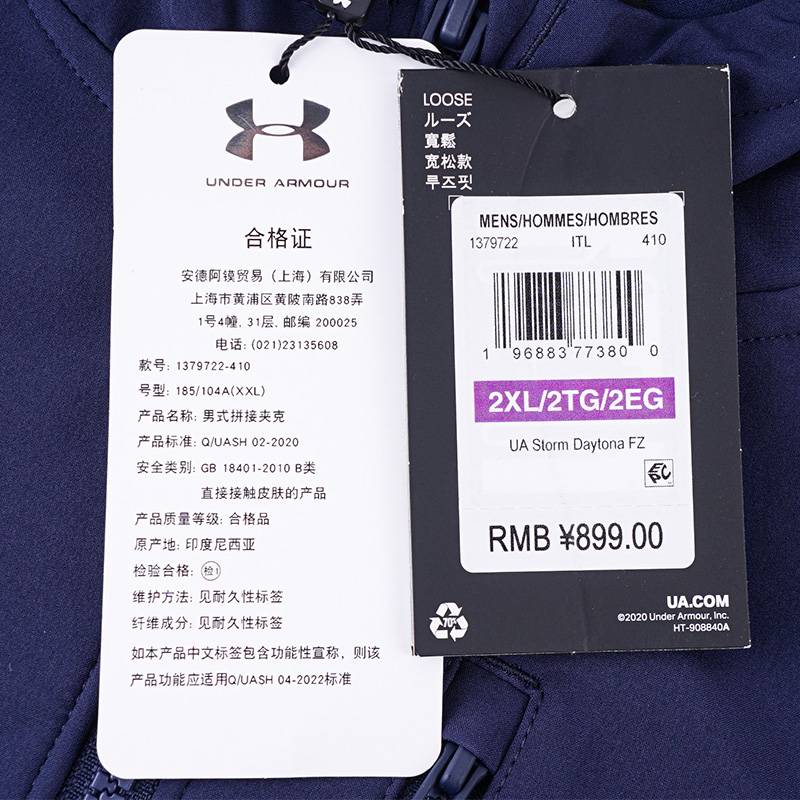 UNDER ARMOUR
合格证
安德阿镆贸易（上海）有限公司
上海市黄浦区黄陂南路838弄
1号4幢, 31层, 邮编 200025
电话: (021)23135608
款号: 1379722-410
号型: 185/104A(XXL)
产品名称: 男式拼接夹克
产品标准: Q/UASH 02-2020
安全类别: GB 18401-2010 B类
直接接触皮肤的产品
产品质量等级: 合格品
原产地: 印度尼西亚
检验合格: 检1
维护方法: 见耐久性标签
纤维成分: 见耐久性标签
如本产品中文标签包含功能性宣称，则该
产品功能应适用Q/UASH 04-2022标准
LOOSE
ルーズ
寬鬆
宽松款
루즈핏
MENS/HOMMES/HOMBRES
1379722 ITL 410
1 96883 77380 0
2XL/2TG/2EG
UA Storm Daytona FZ
EPC
RMB ¥899.00
70%
UA.COM
©2020 Under Armour, Inc.
HT-908840A